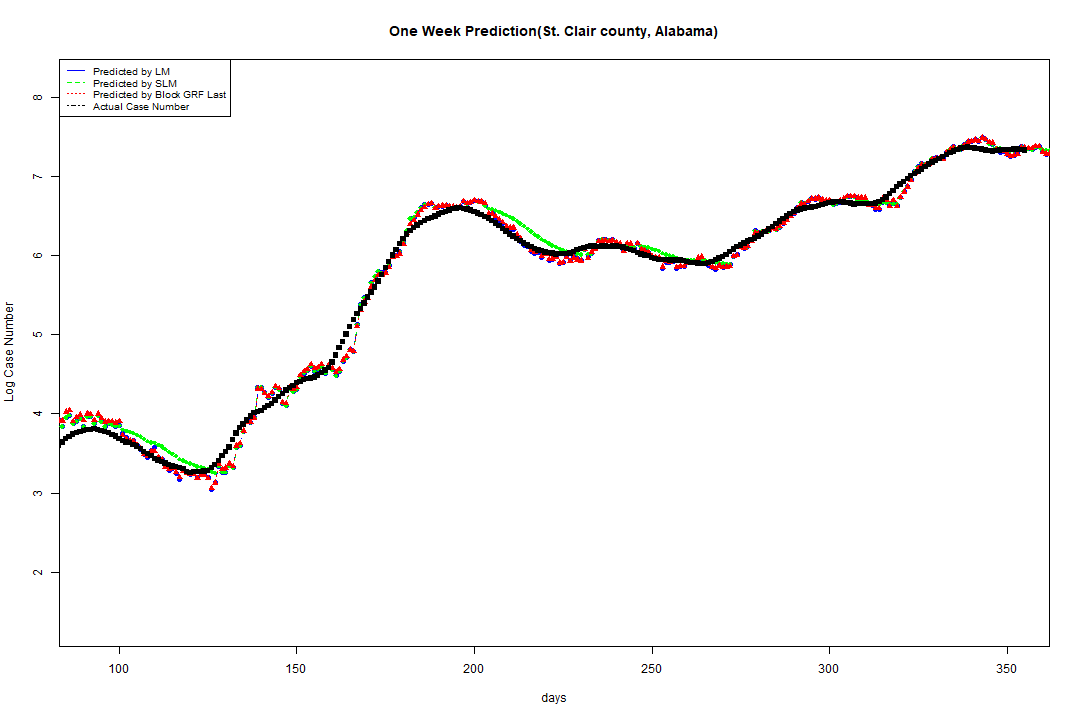 One Week Prediction(St. Clair county, Alabama)
Predicted by LM
Predicted by SLM
Predicted by Block GRF Last
Actual Case Number
Log Case Number
8
7
6
5
4
3
2
100 150 200 250 300 350
days